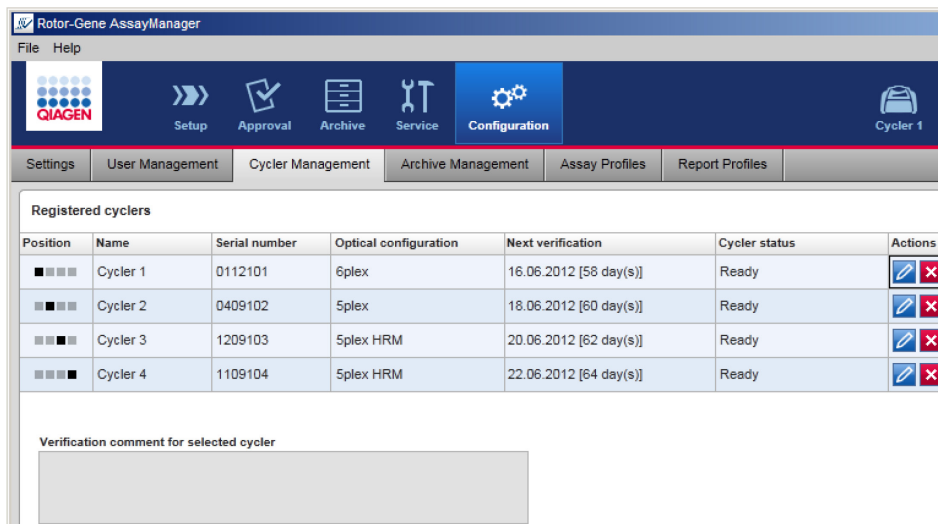 Rotor-Gene AssayManager
File Help
QIAGEN
Setup Approval Archive Service Configuration Cycler 1
Settings User Management Cycler Management Archive Management Assay Profiles Report Profiles
Registered cyclers
Position Name Serial number Optical configuration Next verification Cycler status Actions
Cycler 1 0112101 6plex 16.06.2012 [58 day(s)] Ready
Cycler 2 0409102 5plex 18.06.2012 [60 day(s)] Ready
Cycler 3 1209103 5plex HRM 20.06.2012 [62 day(s)] Ready
Cycler 4 1109104 5plex HRM 22.06.2012 [64 day(s)] Ready
Verification comment for selected cycler